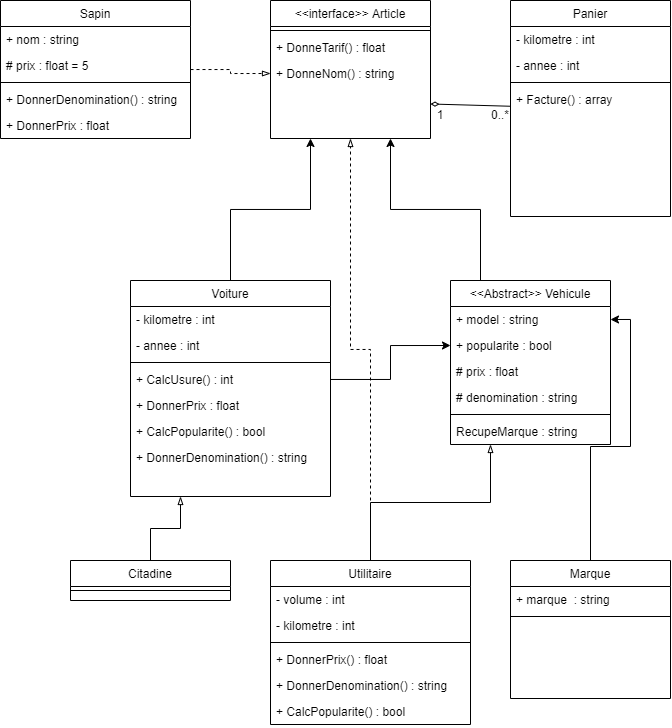 Sapin
+ nom : string
# prix : float = 5
+ DonnerDenomination() : string
+ DonnerPrix : float
<<interface>> Article
+ DonneTarif() : float
+ DonneNom() : string
Panier
- kilometre : int
- annee : int
+ Facture() : array
1
0..*
Voiture
- kilometre : int
- annee : int
+ CalcUsure() : int
+ DonnerPrix : float
+ CalcPopularite() : bool
+ DonnerDenomination() : string
<<Abstract>> Vehicule
+ model : string
+ popularite : bool
# prix : float
# denomination : string
RecupeMarque : string
Citadine
Utilitaire
- volume : int
- kilometre : int
+ DonnerPrix() : float
+ DonnerDenomination() : string
+ CalcPopularite() : bool
Marque
+ marque : string